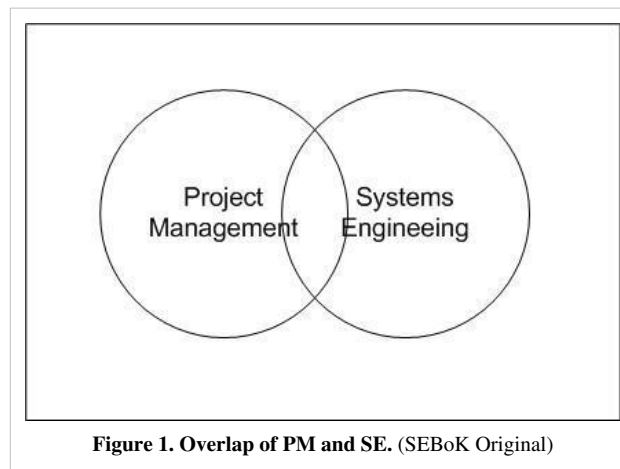 Project
Management
Systems
Engineeing
Figure 1. Overlap of PM and SE. (SEBoK Original)